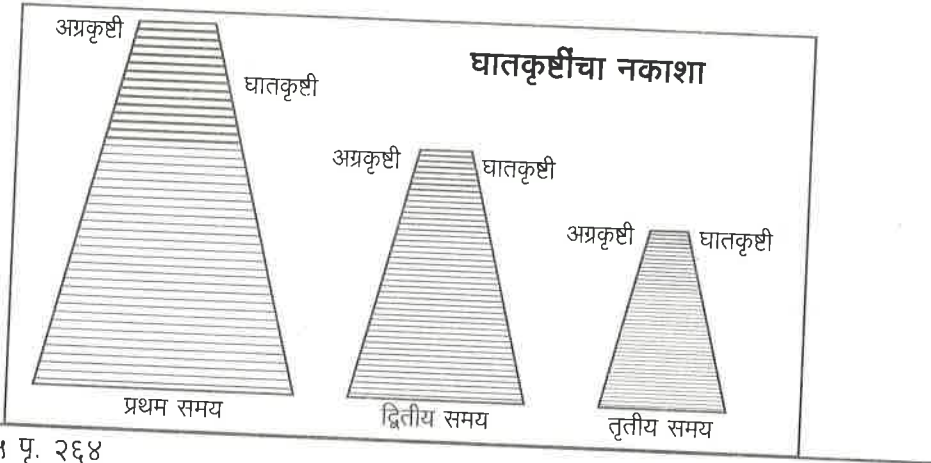 घातकृष्टींचा नकाशा
अग्रकृष्टी
घातकृष्टी
प्रथम समय
अग्रकृष्टी
घातकृष्टी
द्वितीय समय
अग्रकृष्टी
घातकृष्टी
तृतीय समय
पृ. २६४